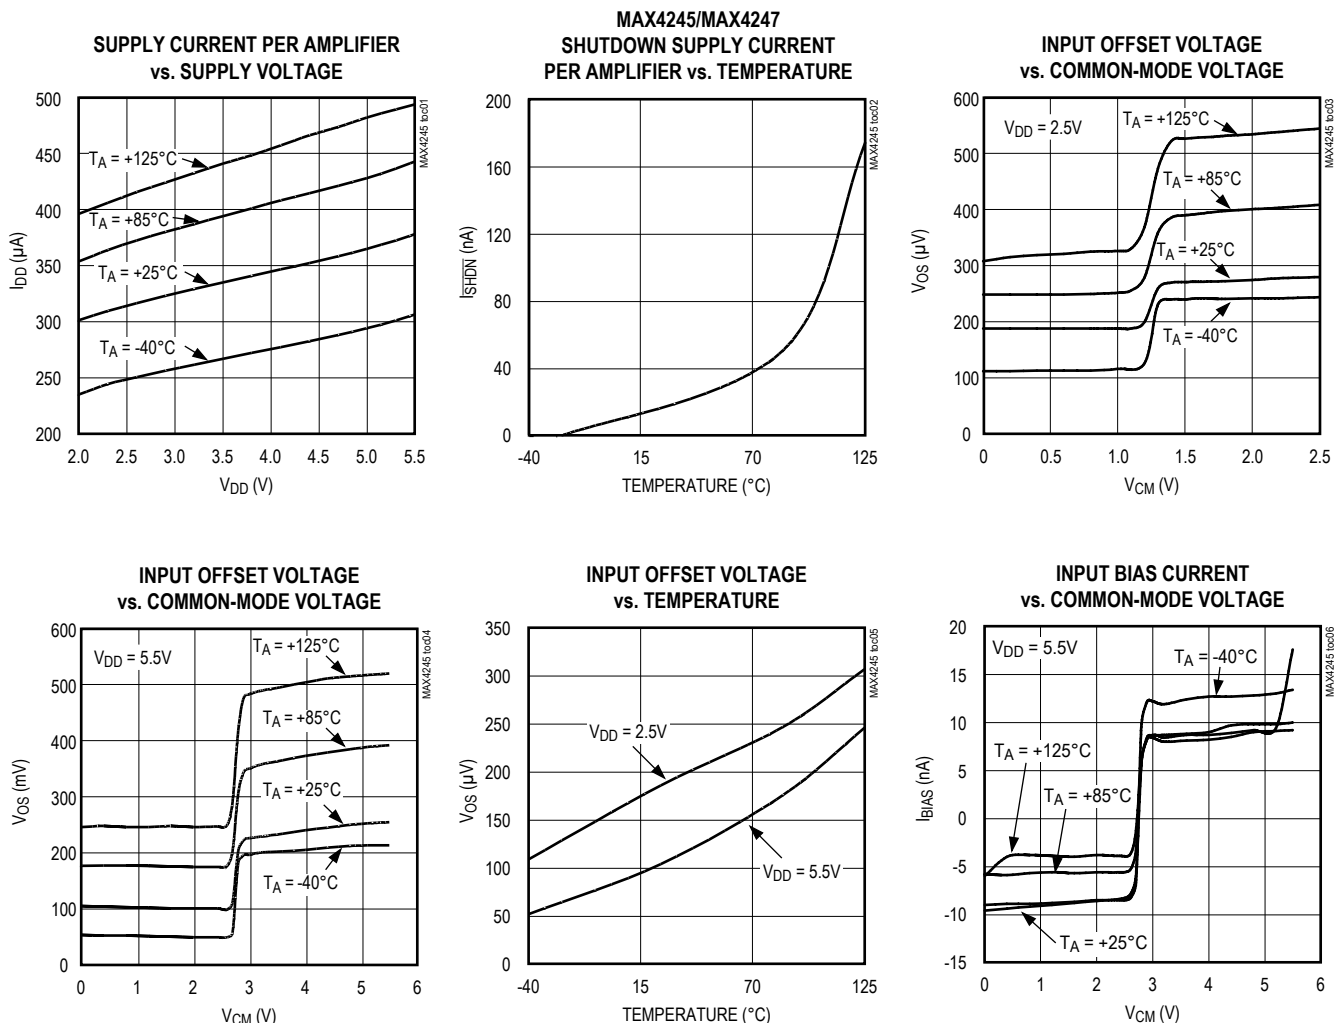 SUPPLY CURRENT PER AMPLIFIER
vs. SUPPLY VOLTAGE
500
450
400
350
300
250
200
IDD (µA)
TA = +125°C
TA = +85°C
TA = +25°C
TA = -40°C
2.0 2.5 3.0 3.5 4.0 4.5 5.0 5.5
VDD (V)
MAX4245 toc01
MAX4245/MAX4247
SHUTDOWN SUPPLY CURRENT
PER AMPLIFIER vs. TEMPERATURE
200
160
120
80
40
0
ISHDN (nA)
-40 15 70 125
TEMPERATURE (°C)
MAX4245 toc02
INPUT OFFSET VOLTAGE
vs. COMMON-MODE VOLTAGE
600
500
400
300
200
100
0
VOS (µV)
VDD = 2.5V
TA = +125°C
TA = +85°C
TA = +25°C
TA = -40°C
0 0.5 1.0 1.5 2.0 2.5
VCM (V)
MAX4245 toc03
INPUT OFFSET VOLTAGE
vs. COMMON-MODE VOLTAGE
600
500
400
300
200
100
0
VOS (mV)
VDD = 5.5V
TA = +125°C
TA = +85°C
TA = +25°C
TA = -40°C
0 1 2 3 4 5 6
VCM (V)
MAX4245 toc04
INPUT OFFSET VOLTAGE
vs. TEMPERATURE
350
300
250
200
150
100
50
0
VOS (µV)
VDD = 2.5V
VDD = 5.5V
-40 15 70 125
TEMPERATURE (°C)
MAX4245 toc05
INPUT BIAS CURRENT
vs. COMMON-MODE VOLTAGE
20
15
10
5
0
-5
-10
-15
IBIAS (nA)
VDD = 5.5V
TA = -40°C
TA = +125°C
TA = +85°C
TA = +25°C
0 1 2 3 4 5 6
VCM (V)
MAX4245 toc06